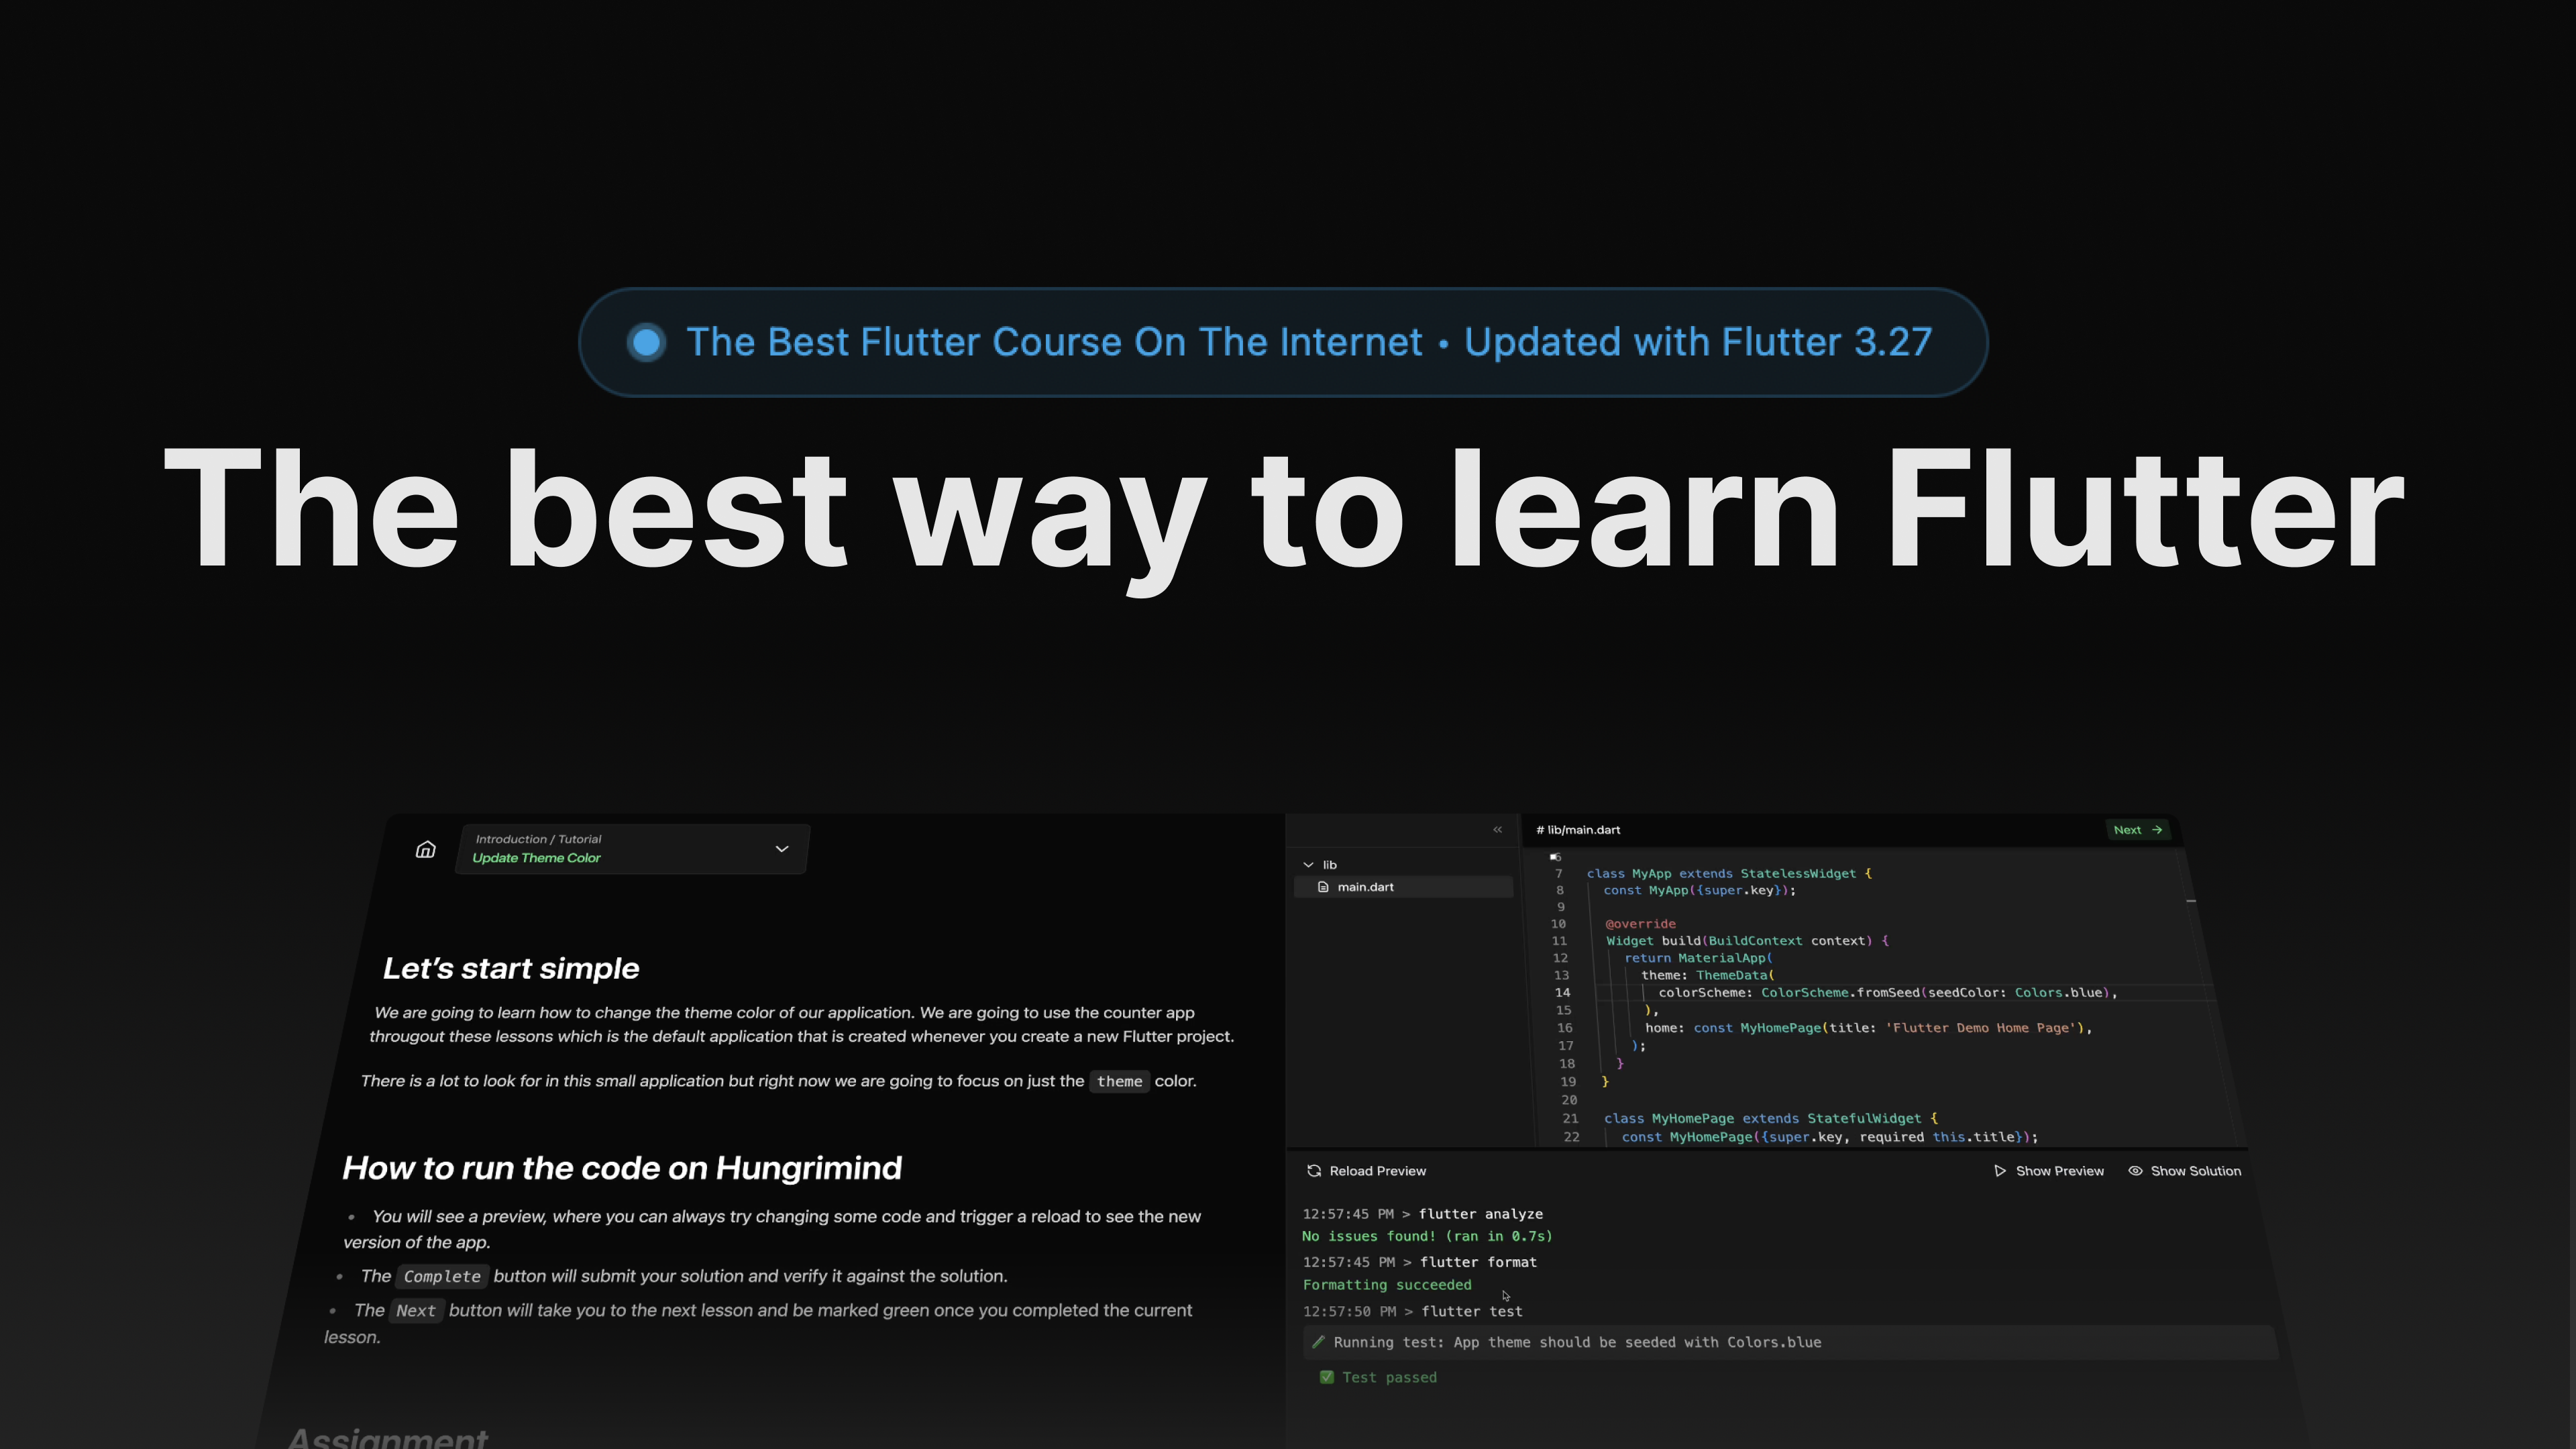 The Best Flutter Course On The Internet • Updated with Flutter 3.27
The best way to learn Flutter
Introduction / Tutorial
Update Theme Color
Let's start simple
We are going to learn how to change the theme color of our application. We are going to use the counter app
througout these lessons which is the default application that is created whenever you create a new Flutter project.
There is a lot to look for in this small application but right now we are going to focus on just the theme color.
How to run the code on Hungrimind
• You will see a preview, where you can always try changing some code and trigger a reload to see the new
version of the app.
• The Complete button will submit your solution and verify it against the solution.
• The Next button will take you to the next lesson and be marked green once you completed the current
lesson.
Assignment
«
lib
main.dart
# lib/main.dart
Next →
6
7 class MyApp extends StatelessWidget {
8 const MyApp({super.key});
9
10 @override
11 Widget build(BuildContext context) {
12 return MaterialApp(
13 theme: ThemeData(
14 colorScheme: ColorScheme.fromSeed(seedColor: Colors.blue),
15 ),
16 home: const MyHomePage(title: 'Flutter Demo Home Page'),
17 );
18 }
19 }
20
21 class MyHomePage extends StatefulWidget {
22 const MyHomePage({super.key, required this.title});
Reload Preview
Show Preview
Show Solution
12:57:45 PM > flutter analyze
No issues found! (ran in 0.7s)
12:57:45 PM > flutter format
Formatting succeeded
12:57:50 PM > flutter test
Running test: App theme should be seeded with Colors.blue
Test passed